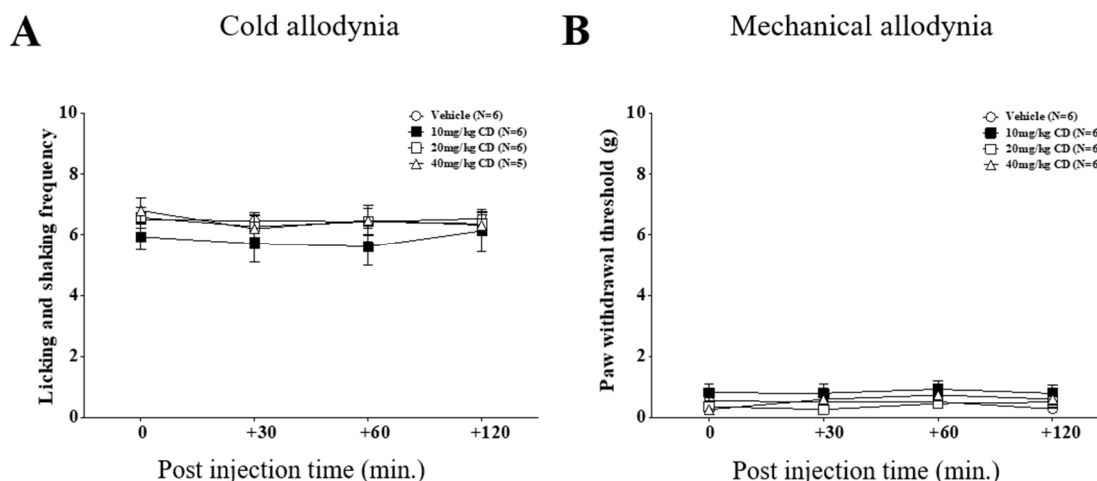 A
Cold allodynia
Licking and shaking frequency
10
8
6
4
2
0
Vehicle (N=6)
10mg/kg CD (N=6)
20mg/kg CD (N=6)
40mg/kg CD (N=5)
0
+30
+60
+120
Post injection time (min.)
B
Mechanical allodynia
Paw withdrawal threshold (g)
10
8
6
4
2
0
Vehicle (N=6)
10mg/kg CD (N=6
20mg/kg CD (N=6
40mg/kg CD (N=6
0
+30
+60
+120
Post injection time (min.)